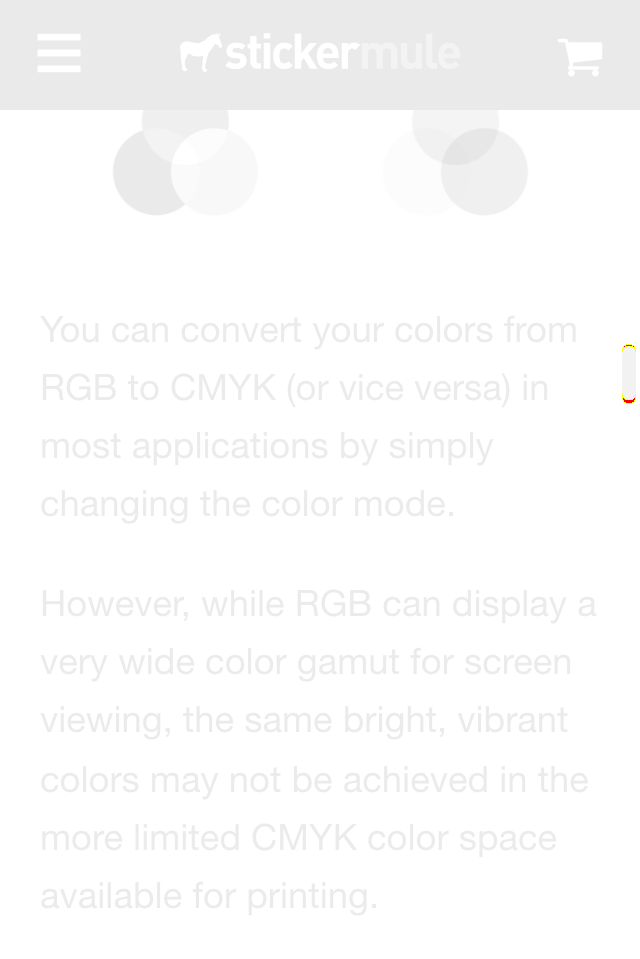 stickermule
You can convert your colors from
RGB to CMYK (or vice versa) in
most applications by simply
changing the color mode.
However, while RGB can display a
very wide color gamut for screen
viewing, the same bright, vibrant
colors may not be achieved in the
more limited CMYK color space
available for printing.